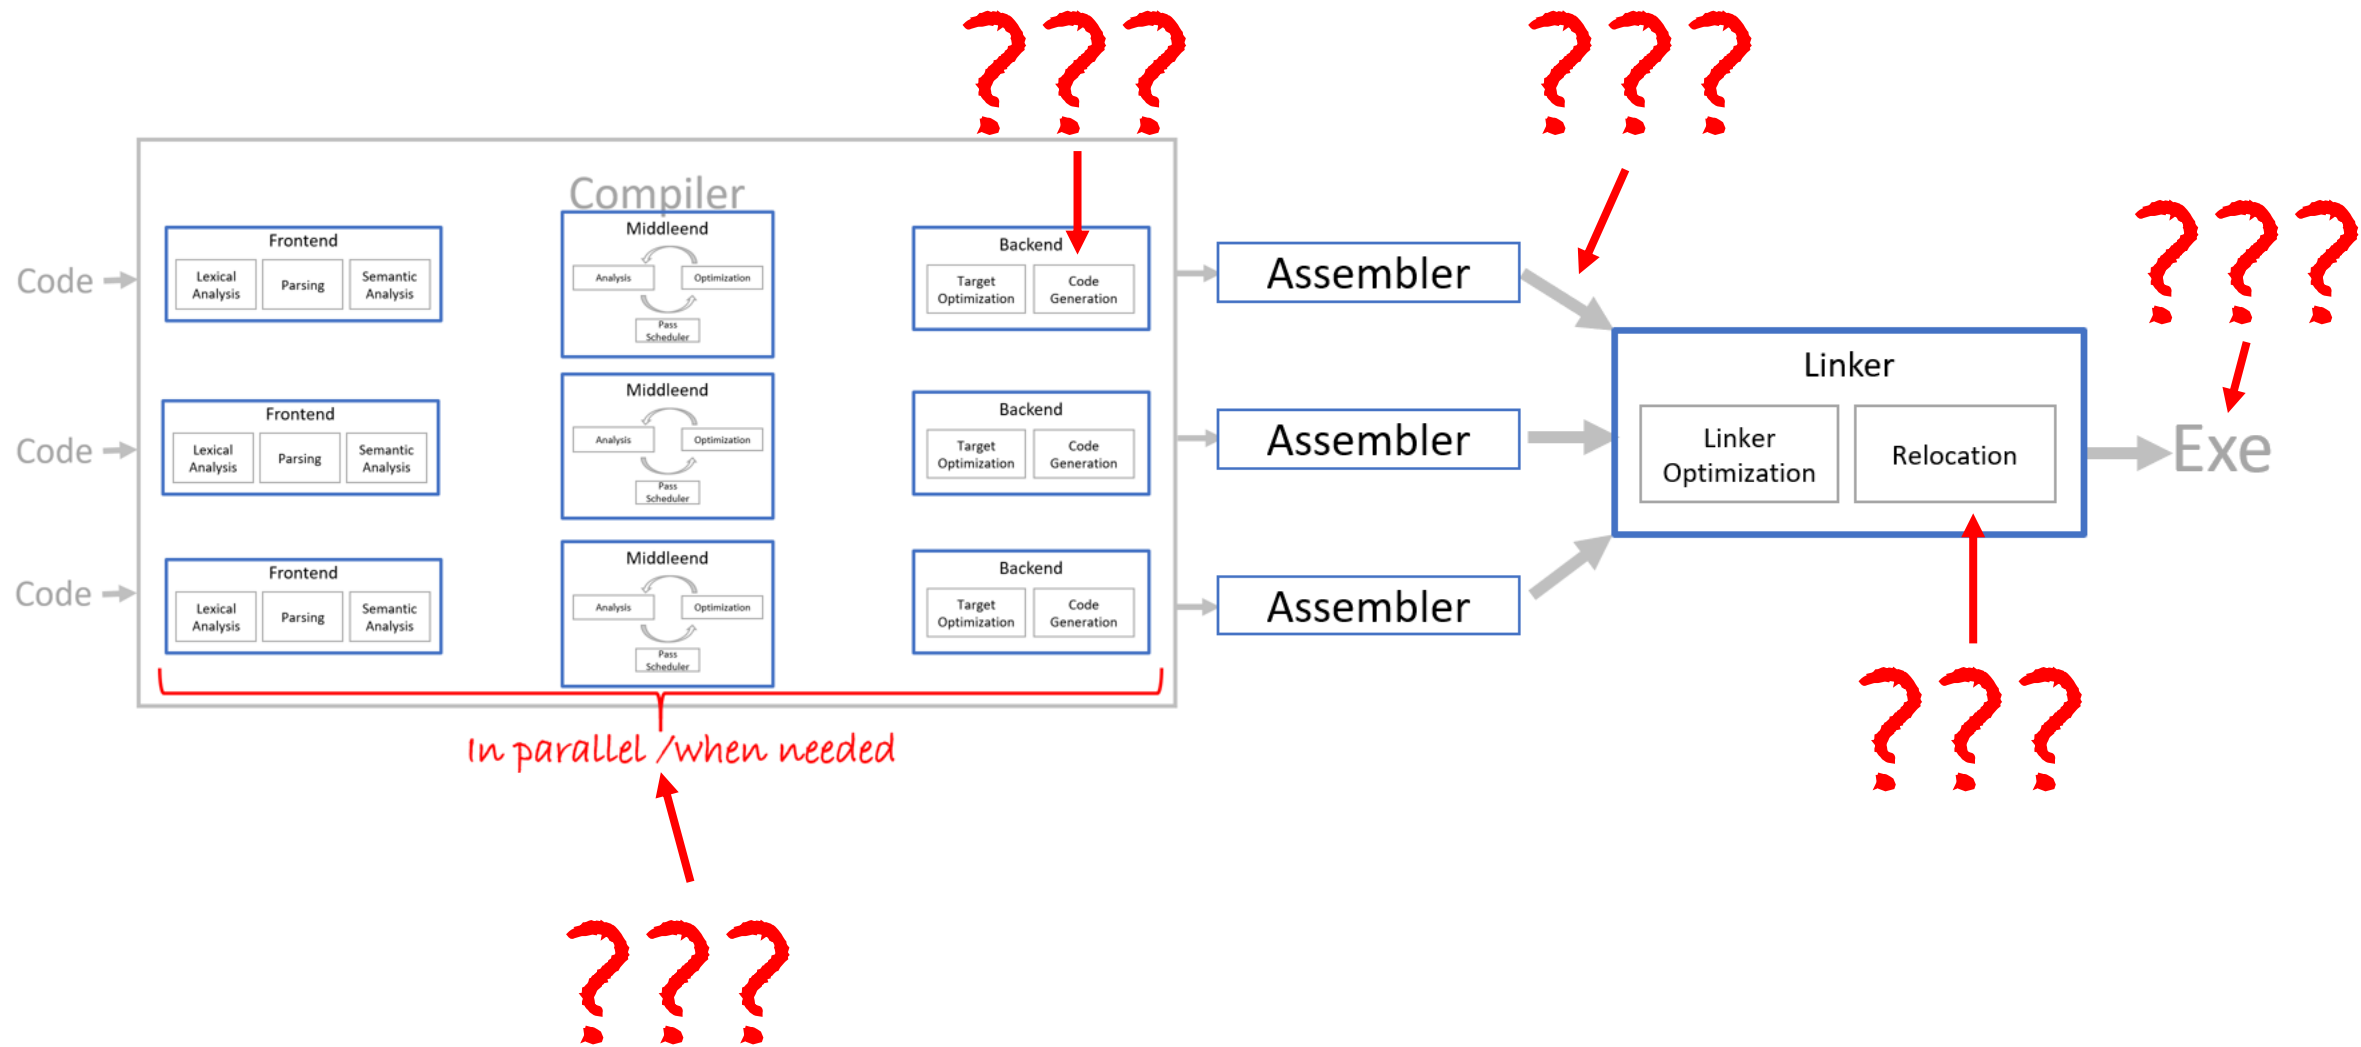 ???
???
???
Compiler
Code
Frontend
Lexical
Analysis
Parsing
Semantic
Analysis
Middleend
Analysis
Optimization
Pass
Scheduler
Backend
Target
Optimization
Code
Generation
Assembler
Code
Frontend
Lexical
Analysis
Parsing
Semantic
Analysis
Middleend
Analysis
Optimization
Pass
Scheduler
Backend
Target
Optimization
Code
Generation
Assembler
Code
Frontend
Lexical
Analysis
Parsing
Semantic
Analysis
Middleend
Analysis
Optimization
Pass
Scheduler
Backend
Target
Optimization
Code
Generation
Assembler
Linker
Linker
Optimization
Relocation
Exe
In parallel /when needed
???
???